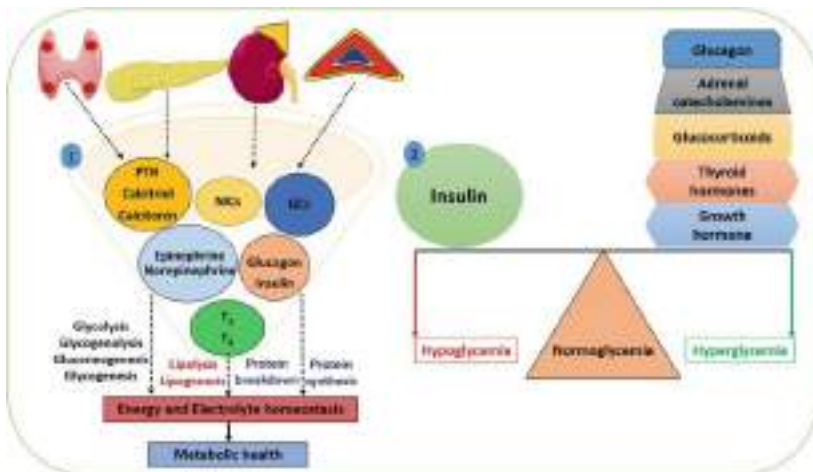 1
PTH
Calcitriol
Calcitonin
MCs
GCs
Epinephrine
Norepinephrine
Glucagon
Insulin
T3
T4
Glycolysis
Glycogenolysis
Gluconeogenesis
Glycogenesis
Lipolysis
Lipogenesis
Protein
breakdown
Protein
synthesis
Energy and Electrolyte homeostasis
Metabolic health
2
Insulin
Glucagon
Adrenal
catecholamines
Glucocorticoids
Thyroid
hormones
Growth
hormone
Hypoglycemia
Normoglycemia
Hyperglycemia